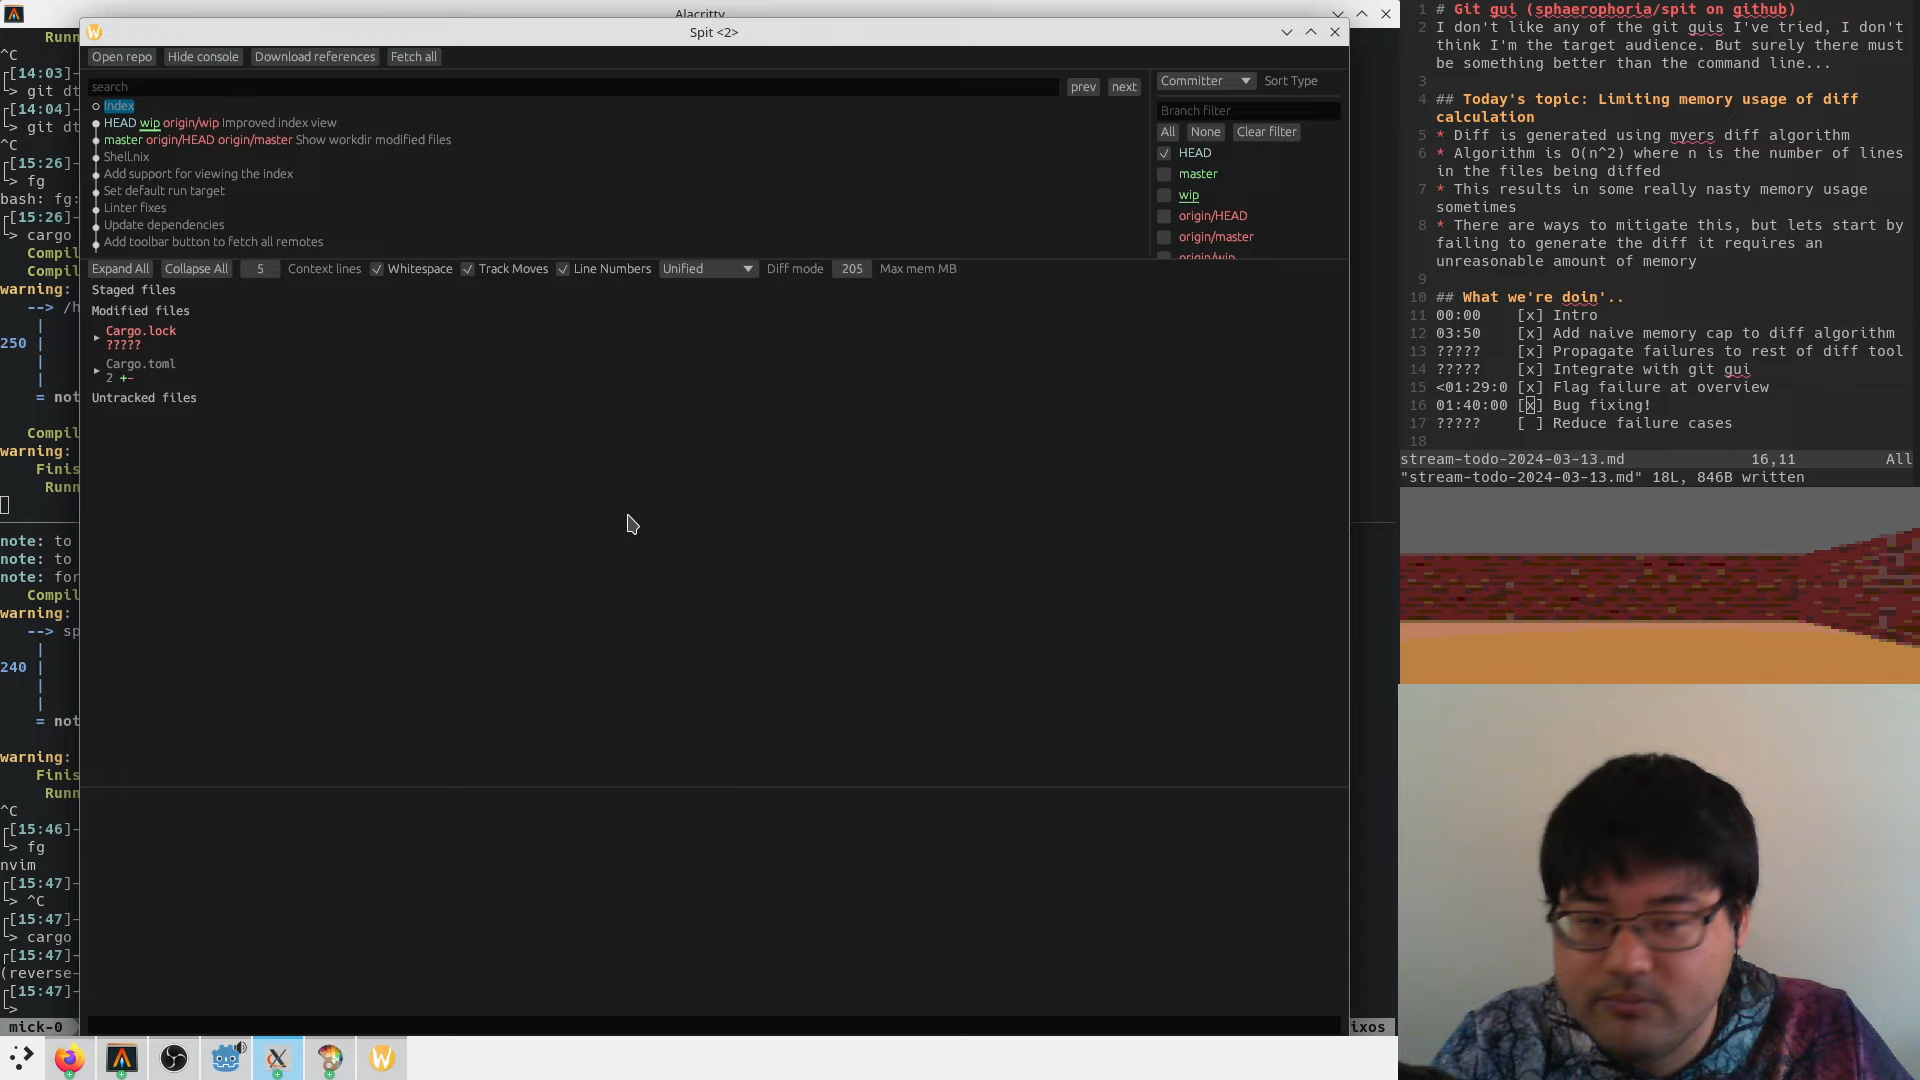 Alacritty
Spit <2>
Open repo
Hide console
Download references
Fetch all
search
prev
next
Index
HEAD wip origin/wip Improved index view
master origin/HEAD origin/master Show workdir modified files
Shell.nix
Add support for viewing the index
Set default run target
Linter fixes
Update dependencies
Add toolbar button to fetch all remotes
Committer
Sort Type
Branch filter
All
None
Clear filter
HEAD
master
wip
origin/HEAD
origin/master
origin/wip
Expand All
Collapse All
5
Context lines
Whitespace
Track Moves
Line Numbers
Unified
Diff mode
205
Max mem MB
Staged files
Modified files
Cargo.lock
?????
Cargo.toml
2 +-
Untracked files
Runn
^C
[14:03]-
> git dt
[14:04]-
> git dt
^C
[15:26]-
> fg
bash: fg:
[15:26]-
> cargo
Compil
Compil
warning:
--> /h
|
250 |
|
|
= not
Compil
warning:
Finis
Runn
note: to
note: to
note: for
Compil
warning:
--> sp
|
240 |
|
|
= not
warning:
Finis
Runn
^C
[15:46]-
> fg
nvim
[15:47]-
> ^C
[15:47]-
> cargo
[15:47]-
(reverse-
[15:47]-
>
mick-0
ixos
1 # Git gui (sphaerophoria/spit on github)
2 I don't like any of the git guis I've tried, I don't
think I'm the target audience. But surely there must
be something better than the command line...
3
4 ## Today's topic: Limiting memory usage of diff
calculation
5 * Diff is generated using myers diff algorithm
6 * Algorithm is O(n^2) where n is the number of lines
in the files being diffed
7 * This results in some really nasty memory usage
sometimes
8 * There are ways to mitigate this, but lets start by
failing to generate the diff it requires an
unreasonable amount of memory
9
10 ## What we're doin'..
11 00:00 [x] Intro
12 03:50 [x] Add naive memory cap to diff algorithm
13 ????? [x] Propagate failures to rest of diff tool
14 ????? [x] Integrate with git gui
15 <01:29:0 [x] Flag failure at overview
16 01:40:00 [x] Bug fixing!
17 ????? [ ] Reduce failure cases
18
stream-todo-2024-03-13.md 16,11 All
"stream-todo-2024-03-13.md" 18L, 846B written